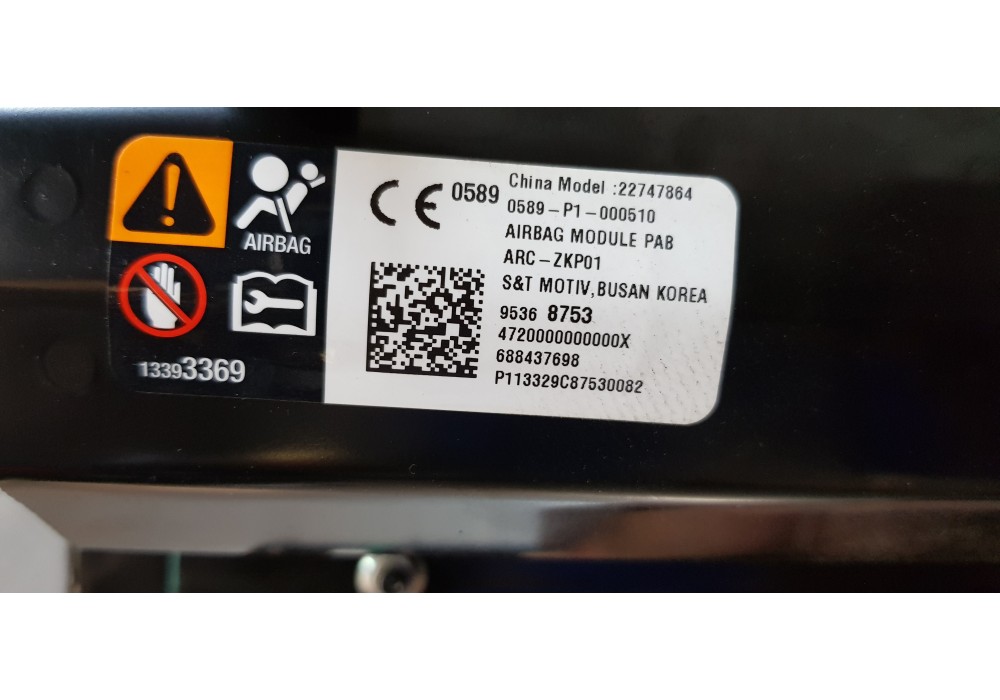 AIRBAG
13393369
CE 0589
China Model :22747864
0589-P1-000510
AIRBAG MODULE PAB
ARC-ZKP01
S&T MOTIV,BUSAN KOREA
9536 8753
4720000000000X
688437698
P113329C87530082